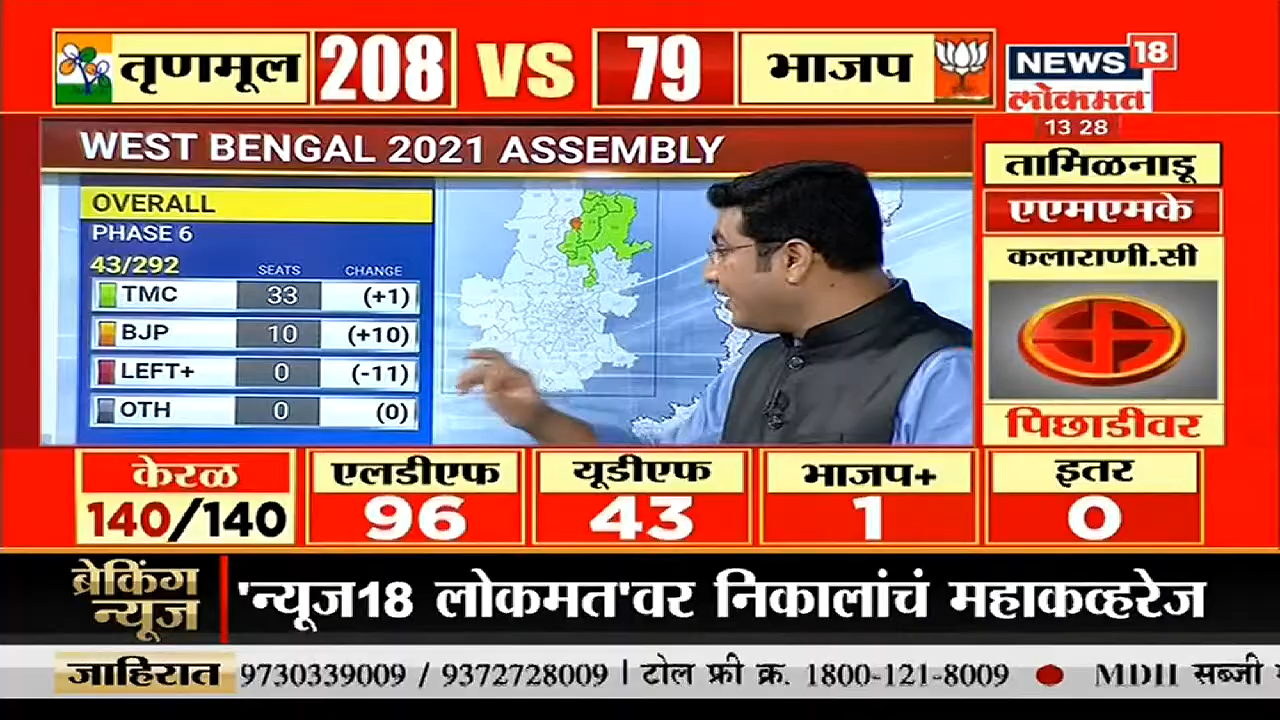 तृणमूल 208 VS 79 भाजप
NEWS 18
लोकमत
13 28
WEST BENGAL 2021 ASSEMBLY
OVERALL
PHASE 6
43/292 SEATS CHANGE
TMC 33 (+1)
BJP 10 (+10)
LEFT+ 0 (-11)
OTH 0 (0)
तामिळनाडू
एएमएमके
कलाराणी.सी
पिछाडीवर
केरळ एलडीएफ यूडीएफ भाजप+ इतर
140/140 96 43 1 0
ब्रेकिंग
न्यूज
'न्यूज18 लोकमत'वर निकालांचं महाकव्हरेज
जाहिरात 9730339009 / 9372728009 | टोल फ्री क्र. 1800-121-8009 ● MDH सब्जी